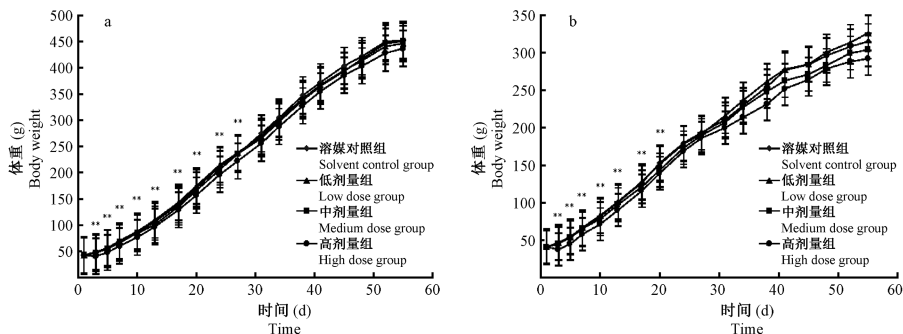 a
450
400
350
300
250
200
150
100
50
体重 (g)
Body weight
** ** ** ** ** ** ** ** **
溶媒对照组
Solvent control group
低剂量组
Low dose group
中剂量组
Medium dose group
高剂量组
High dose group
0 10 20 30 40 50 60
时间 (d)
Time
b
350
300
250
200
150
100
50
体重 (g)
Body weight
** ** ** ** ** ** **
溶媒对照组
Solvent control group
低剂量组
Low dose group
中剂量组
Medium dose group
高剂量组
High dose group
0 10 20 30 40 50 60
时间 (d)
Time